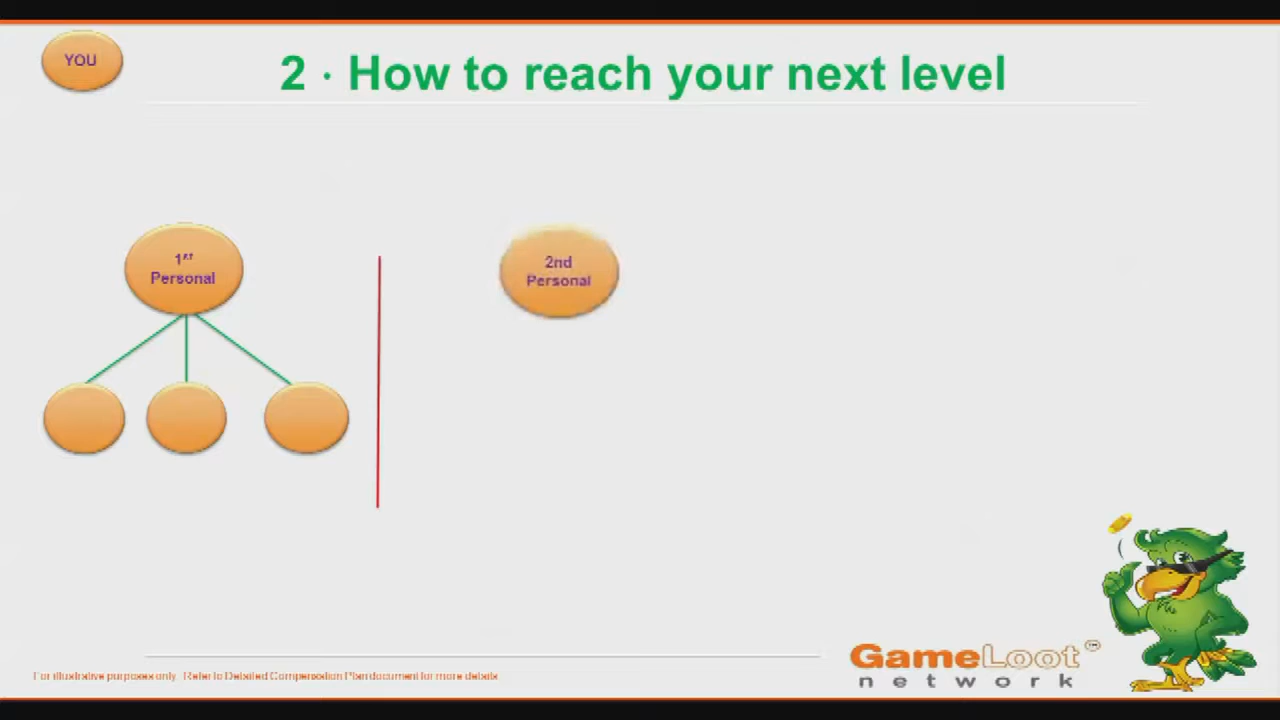 YOU
2 · How to reach your next level
1st
Personal
2nd
Personal
For illustrative purposes only. Refer to Detailed Compensation Plan document for more details
GameLoot™
network